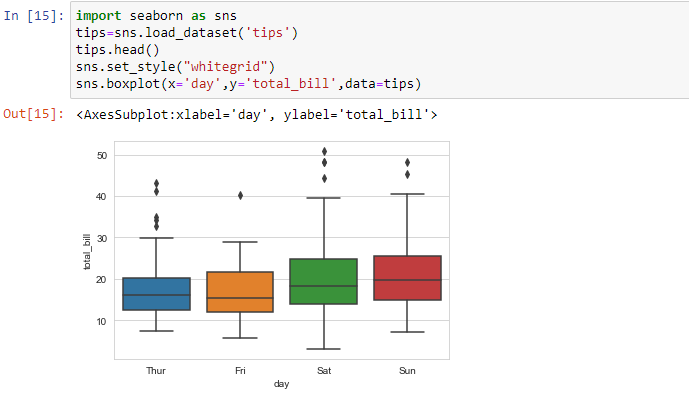 In [15]: import seaborn as sns
tips=sns.load_dataset('tips')
tips.head()
sns.set_style("whitegrid")
sns.boxplot(x='day',y='total_bill',data=tips)
Out[15]: <AxesSubplot:xlabel='day', ylabel='total_bill'>
50
40
30
20
10
total_bill
Thur Fri Sat Sun
day